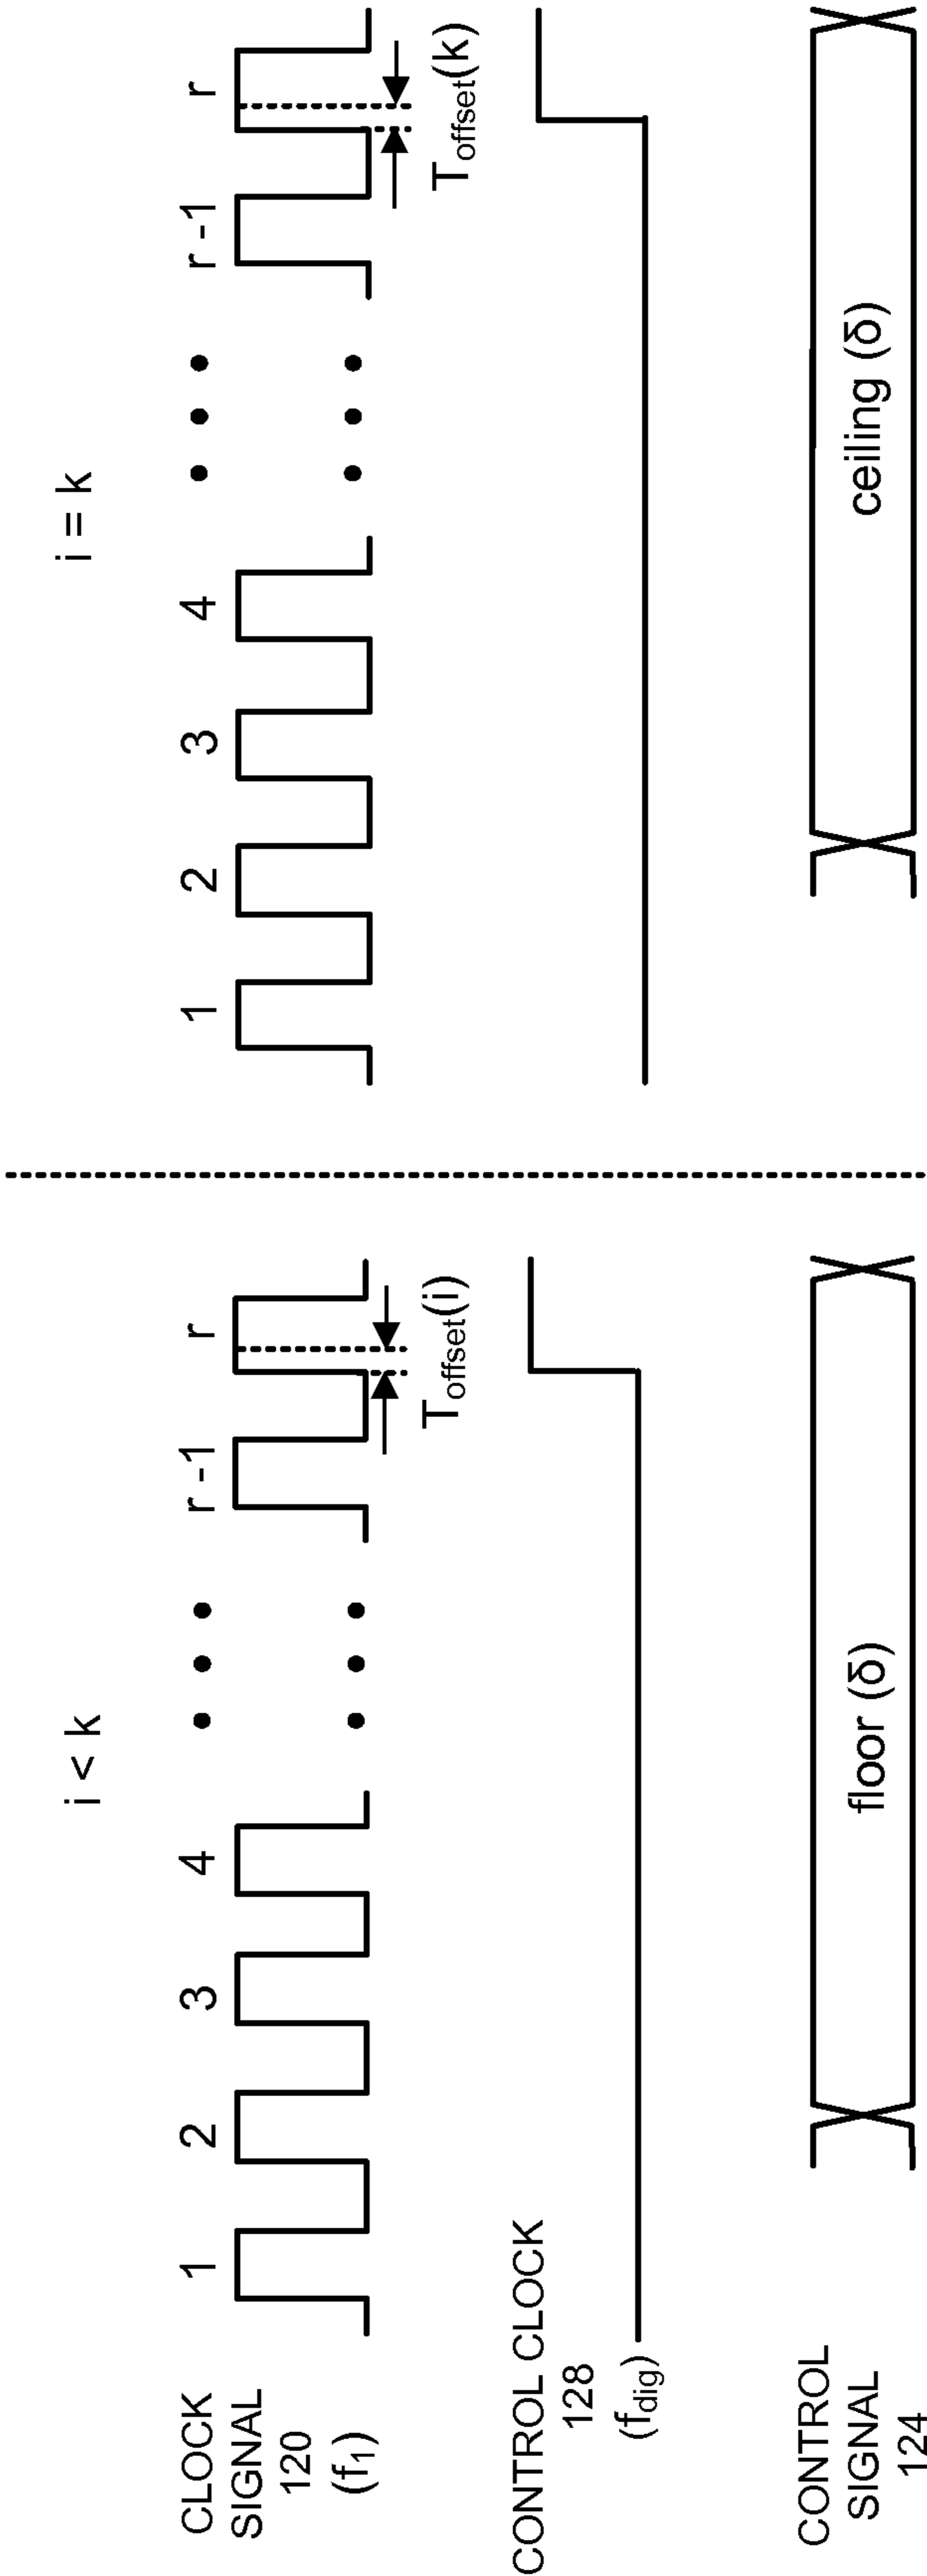 i < k
i = k
CLOCK
SIGNAL
120
(f1)
1 2 3 4 r -1 r
Toffset(i)
1 2 3 4 r -1 r
Toffset(k)
CONTROL CLOCK
128
(fdig)
CONTROL
SIGNAL
124
floor (δ)
ceiling (δ)